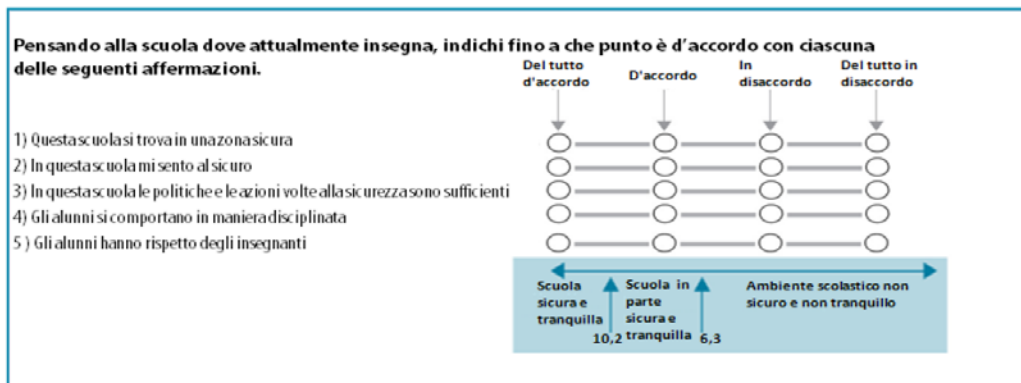 Pensando alla scuola dove attualmente insegna, indichi fino a che punto è d’accordo con ciascuna
delle seguenti affermazioni.
Del tutto
d'accordo
D'accordo
In
disaccordo
Del tutto in
disaccordo
1) Questa scuola si trova in una zona sicura
2) In questa scuola mi sento al sicuro
3) In questa scuola le politiche e le azioni volte alla sicurezza sono sufficienti
4) Gli alunni si comportano in maniera disciplinata
5 ) Gli alunni hanno rispetto degli insegnanti
Scuola
sicura e
tranquilla
10,2
Scuola in
parte
sicura e
tranquilla
6,3
Ambiente scolastico non
sicuro e non tranquillo